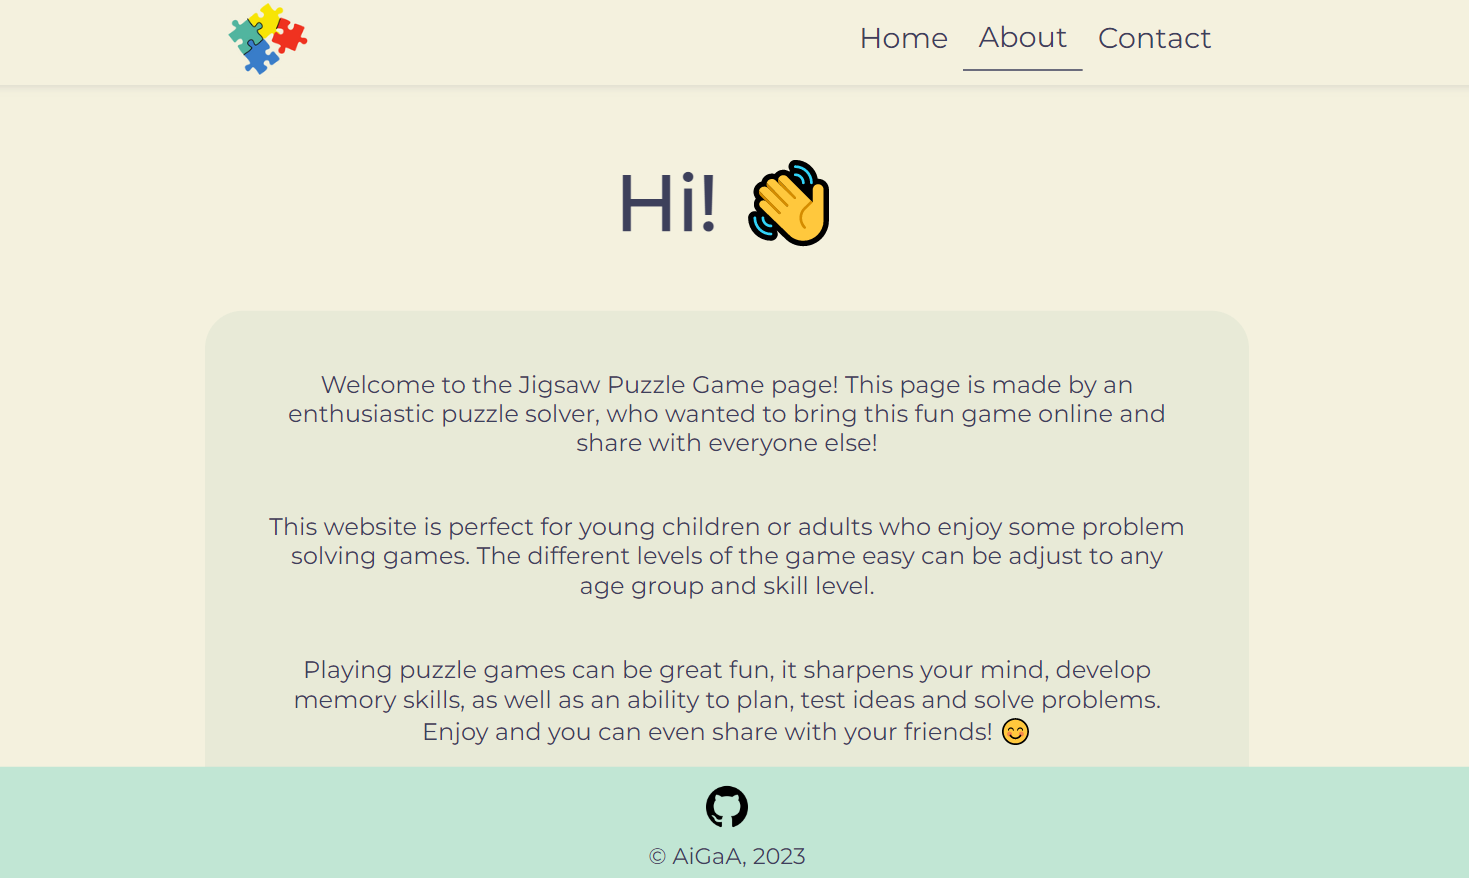 Home About Contact
Hi! 👋
Welcome to the Jigsaw Puzzle Game page! This page is made by an
enthusiastic puzzle solver, who wanted to bring this fun game online and
share with everyone else!
This website is perfect for young children or adults who enjoy some problem
solving games. The different levels of the game easy can be adjust to any
age group and skill level.
Playing puzzle games can be great fun, it sharpens your mind, develop
memory skills, as well as an ability to plan, test ideas and solve problems.
Enjoy and you can even share with your friends! 😊
© AiGaA, 2023